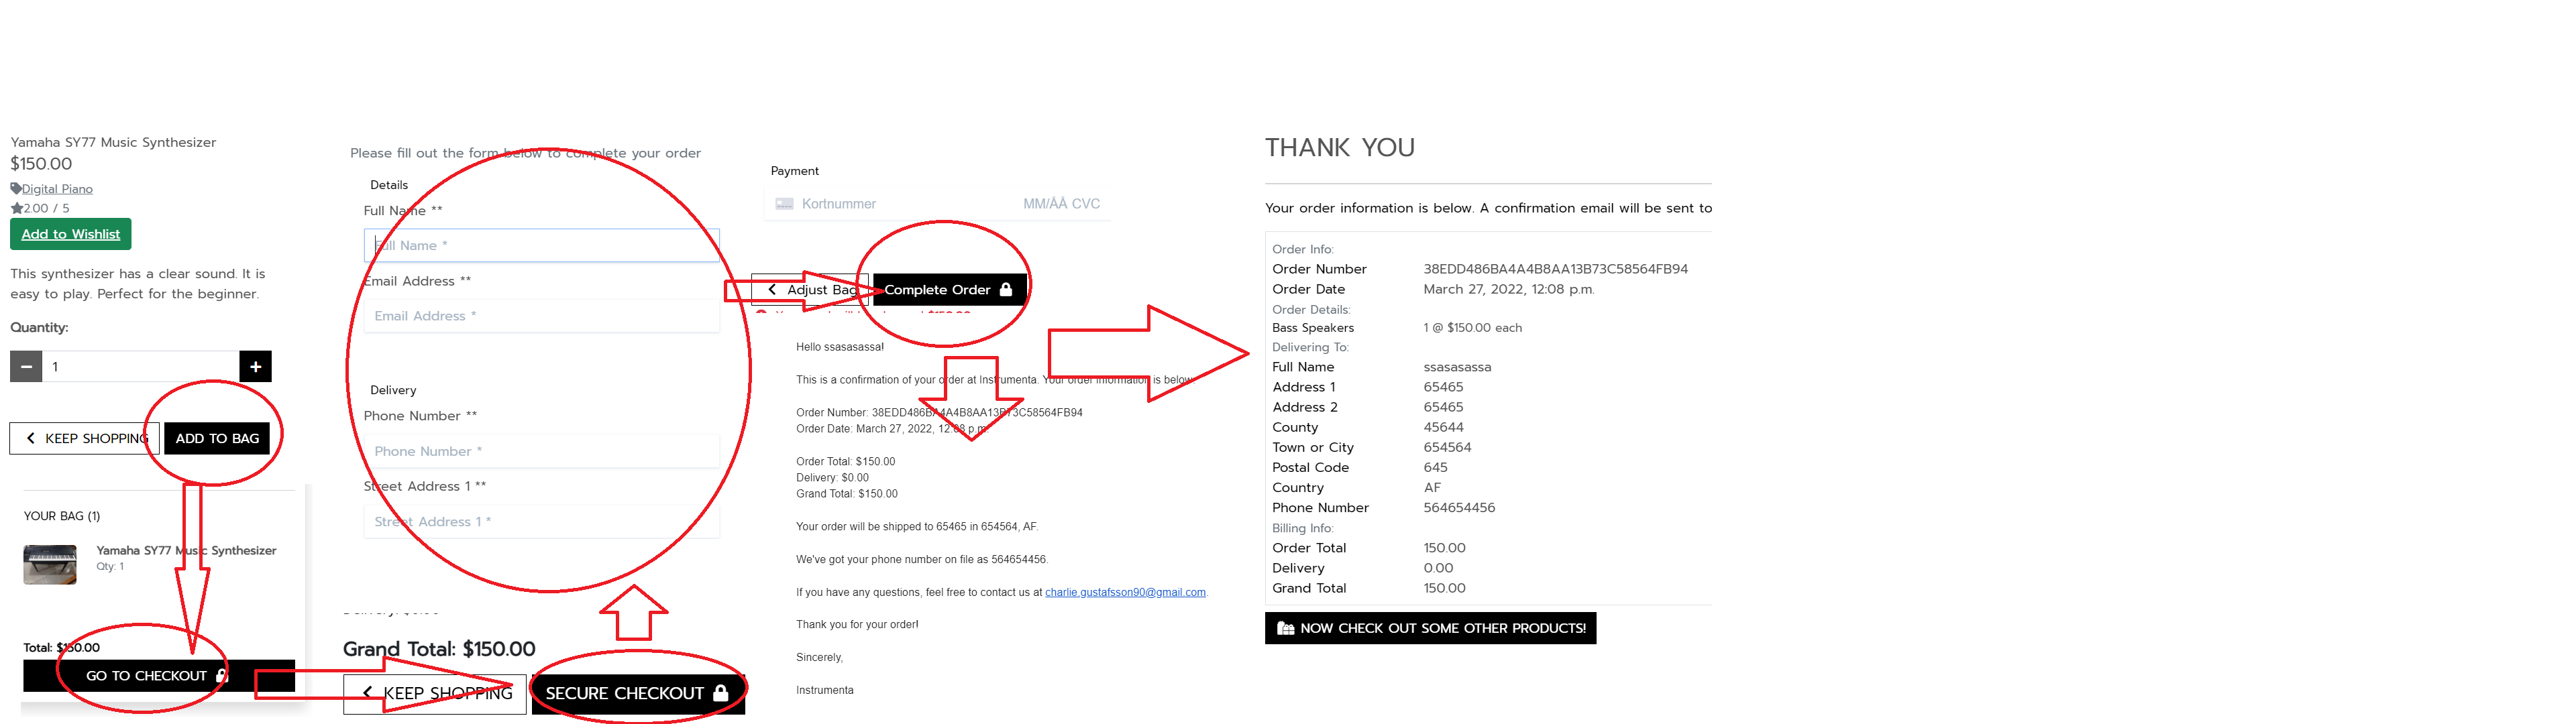 Yamaha SY77 Music Synthesizer
$150.00
Digital Piano
2.00 / 5
Add to Wishlist
This synthesizer has a clear sound. It is
easy to play. Perfect for the beginner.
Quantity:
1
KEEP SHOPPING
ADD TO BAG
YOUR BAG (1)
Yamaha SY77 Music Synthesizer
Qty: 1
Total: $150.00
GO TO CHECKOUT
Please fill out the form below to complete your order
Details
Full Name **
Full Name *
Email Address **
Email Address *
Delivery
Phone Number **
Phone Number *
Street Address 1 **
Street Address 1 *
Grand Total: $150.00
KEEP SHOPPING
SECURE CHECKOUT
Payment
Kortnummer
MM/ÅÅ CVC
Adjust Bag
Complete Order
Hello ssasasassa!
This is a confirmation of your order at Instrumenta. Your order information is below:
Order Number: 38EDD486BA4A4B8AA13B73C58564FB94
Order Date: March 27, 2022, 12:08 p.m.
Order Total: $150.00
Delivery: $0.00
Grand Total: $150.00
Your order will be shipped to 65465 in 654564, AF.
We've got your phone number on file as 564654456.
If you have any questions, feel free to contact us at charlie.gustafsson90@gmail.com.
Thank you for your order!
Sincerely,
Instrumenta
THANK YOU
Your order information is below. A confirmation email will be sent to
Order Info:
Order Number 38EDD486BA4A4B8AA13B73C58564FB94
Order Date March 27, 2022, 12:08 p.m.
Order Details:
Bass Speakers 1 @ $150.00 each
Delivering To:
Full Name ssasasassa
Address 1 65465
Address 2 65465
County 45644
Town or City 654564
Postal Code 645
Country AF
Phone Number 564654456
Billing Info:
Order Total 150.00
Delivery 0.00
Grand Total 150.00
NOW CHECK OUT SOME OTHER PRODUCTS!